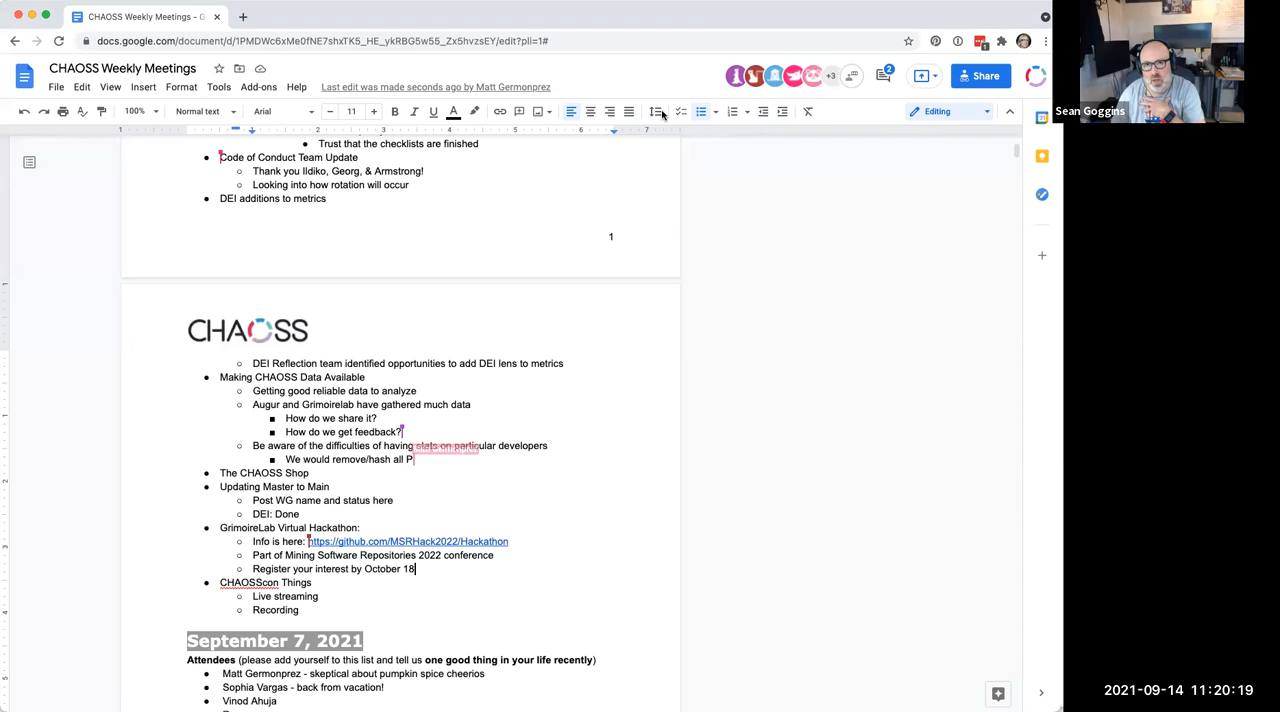 CHAOSS Weekly Meetings - G
docs.google.com/document/d/1PMDWc6xMe0fNE7shxTK5_HE_ykRBG5w55_Zx5hvzsEY/edit?pli=1#
CHAOSS Weekly Meetings
File Edit View Insert Format Tools Add-ons Help Last edit was made seconds ago by Matt Germonprez
+3
2
Share
100% Normal text Arial 11 B I U A Editing
1 1 2 3 4 5 6 7
Trust that the checklists are finished
Code of Conduct Team Update
Thank you Ildiko, Georg, & Armstrong!
Looking into how rotation will occur
DEI additions to metrics
1
CHAOSS
DEI Reflection team identified opportunities to add DEI lens to metrics
Making CHAOSS Data Available
Getting good reliable data to analyze
Augur and Grimoirelab have gathered much data
How do we share it?
How do we get feedback?
Be aware of the difficulties of having stats on particular developers
We would remove/hash all P
The CHAOSS Shop
Updating Master to Main
Post WG name and status here
DEI: Done
GrimoireLab Virtual Hackathon:
Info is here: https://github.com/MSRHack2022/Hackathon
Part of Mining Software Repositories 2022 conference
Register your interest by October 18
CHAOSScon Things
Live streaming
Recording
September 7, 2021
Attendees (please add yourself to this list and tell us one good thing in your life recently)
Matt Germonprez - skeptical about pumpkin spice cheerios
Sophia Vargas - back from vacation!
Vinod Ahuja
Sean Goggins
2021-09-14 11:20:19